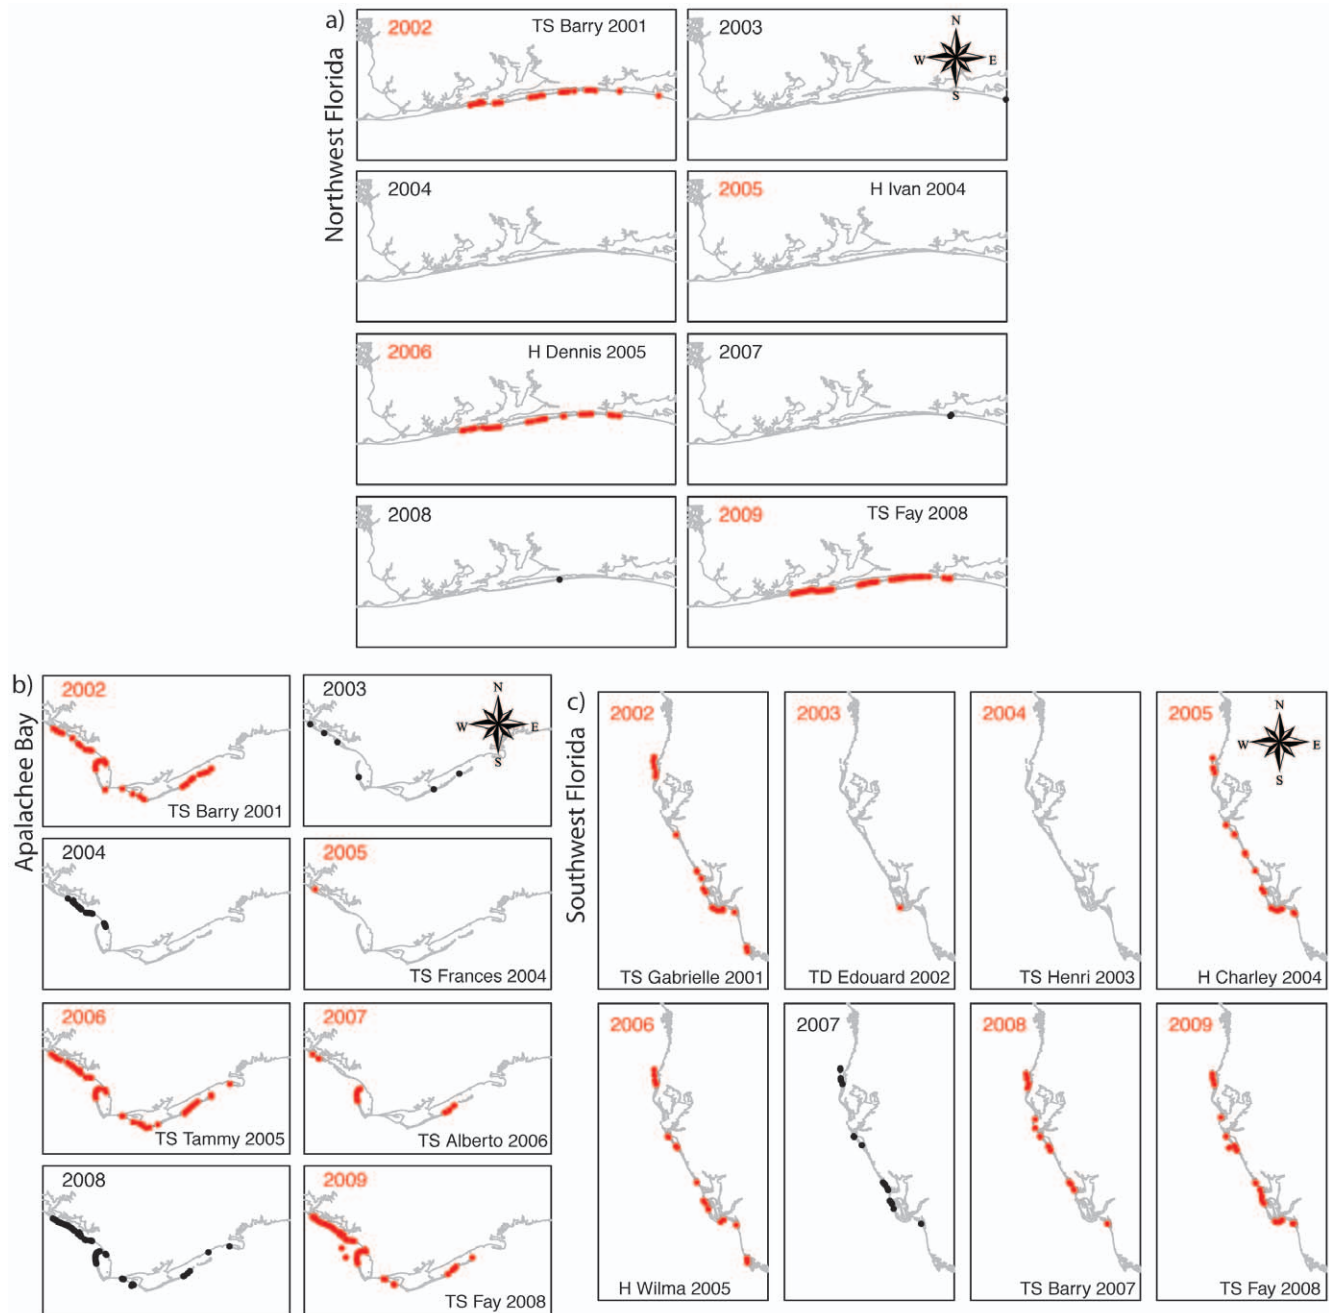 a)
Northwest Florida
2002 TS Barry 2001
2003
N
W E
S
2004
2005 H Ivan 2004
2006 H Dennis 2005
2007
2008
2009 TS Fay 2008
b)
Apalachee Bay
2002
TS Barry 2001
2003
N
W E
S
2004
2005
TS Frances 2004
2006
TS Tammy 2005
2007
TS Alberto 2006
2008
2009
TS Fay 2008
c)
Southwest Florida
2002
TS Gabrielle 2001
2003
TD Edouard 2002
2004
TS Henri 2003
2005
N
W E
S
H Charley 2004
2006
H Wilma 2005
2007
2008
TS Barry 2007
2009
TS Fay 2008